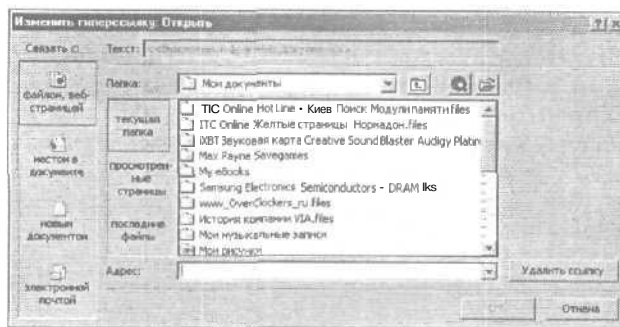 Изменить гиперссылку: Открыть
Связать с:
Текст:
Папка: Мои документы
файлом, веб-страницей
местом в документе
новым документом
электронной почтой
текущая папка
просмотренные страницы
последние файлы
TIC Online Hot Line • Киев Поиск Модули памяти files
ITC Online Желтые страницы Нормадон.files
iXBT Звуковая карта Creative Sound Blaster Audigy Platin
Max Payne Savegames
My eBooks
Samsung Electronics Semiconductors - DRAM Iks
www_OverClockers_ru files
История компании VIA.files
Мои музыкальные записи
Мои рисунки
Адрес:
Удалить ссылку
Отмена